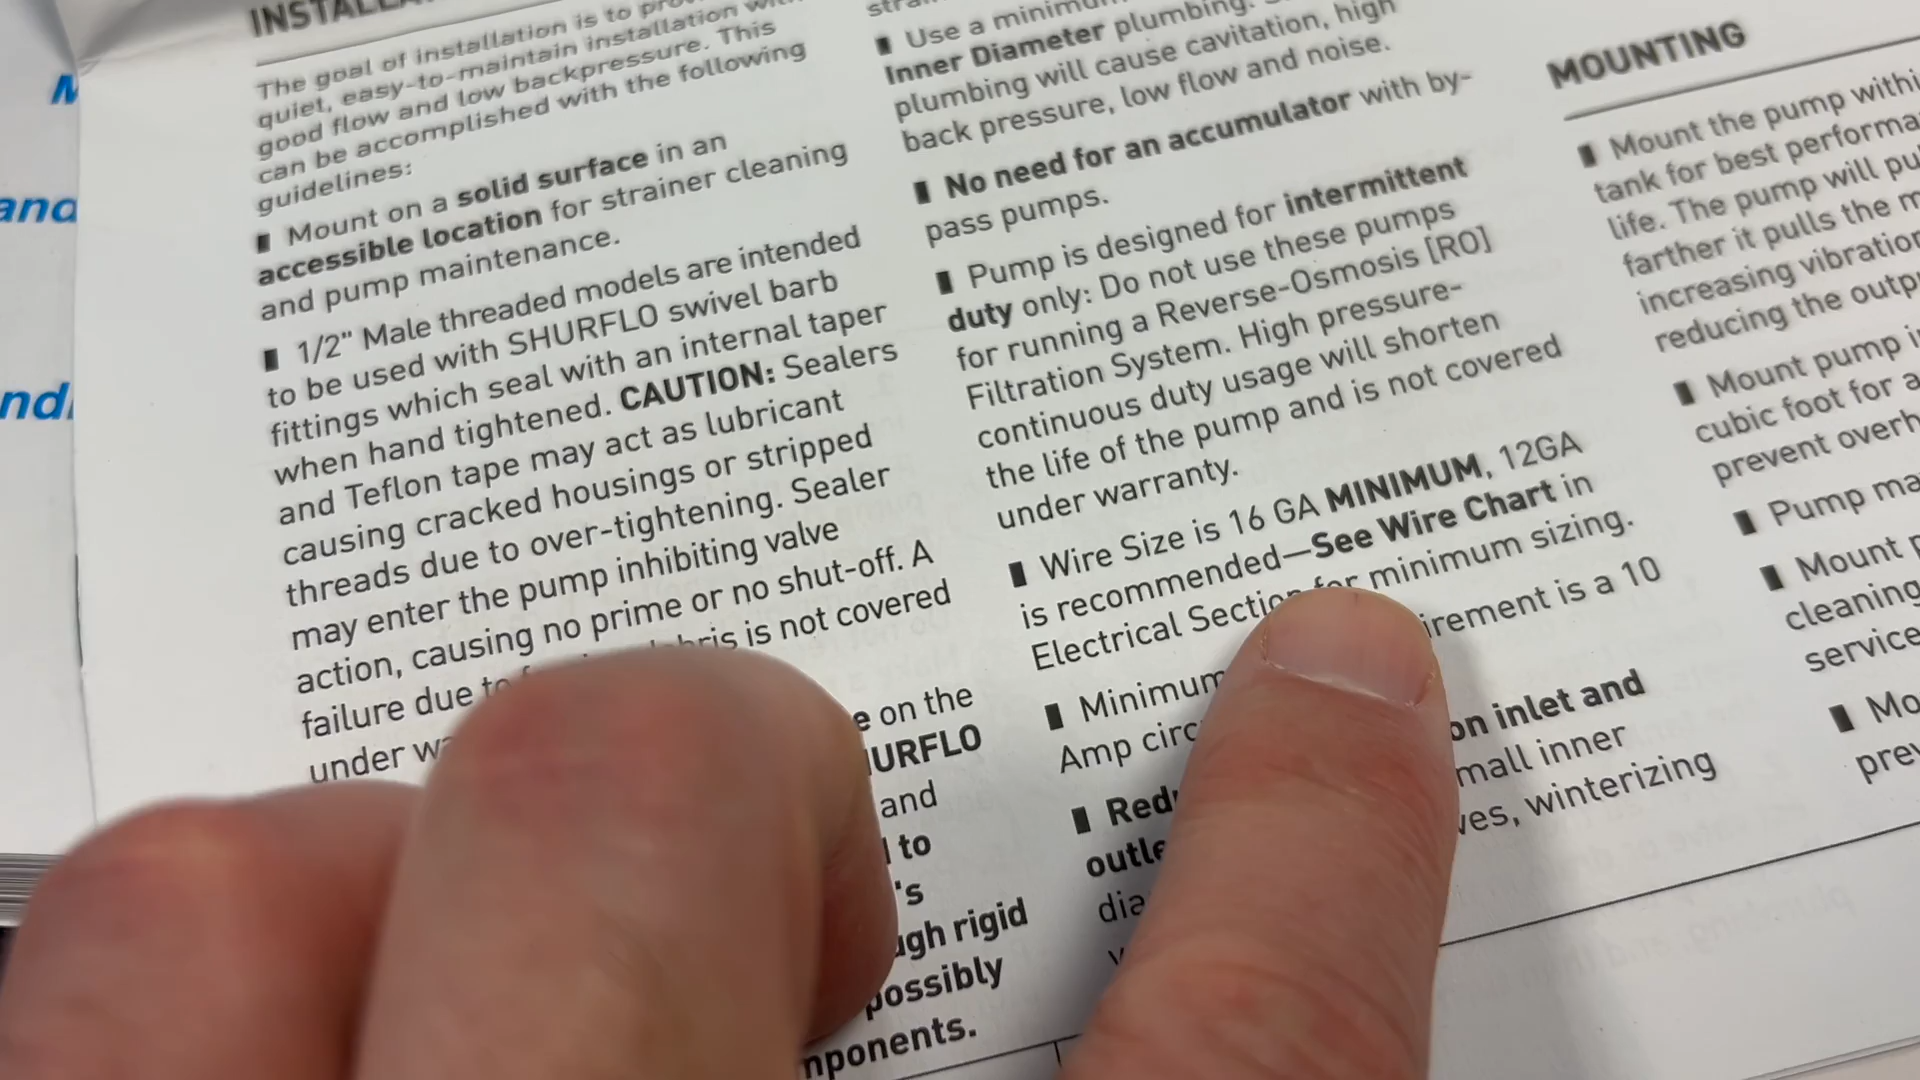 and
nd
INSTALLA
The goal of installation is to pro
quiet, easy-to-maintain installation with
good flow and low backpressure. This
can be accomplished with the following
guidelines:
▮ Mount on a solid surface in an
accessible location for strainer cleaning
and pump maintenance.
▮ 1/2" Male threaded models are intended
to be used with SHURFLO swivel barb
fittings which seal with an internal taper
when hand tightened. CAUTION: Sealers
and Teflon tape may act as lubricant
causing cracked housings or stripped
threads due to over-tightening. Sealer
may enter the pump inhibiting valve
action, causing no prime or no shut-off. A
failure due to debris is not covered
under
e on the
URFLO
and
to
's
ugh rigid
possibly
mponents.
▮ Use a minimum
Inner Diameter plumbing.
plumbing will cause cavitation, high
back pressure, low flow and noise.
▮ No need for an accumulator with by-
pass pumps.
▮ Pump is designed for intermittent
duty only: Do not use these pumps
for running a Reverse-Osmosis [RO]
Filtration System. High pressure-
continuous duty usage will shorten
the life of the pump and is not covered
under warranty.
▮ Wire Size is 16 GA MINIMUM, 12GA
is recommended—See Wire Chart in
Electrical Section for minimum sizing.
▮ Minimum irement is a 10
Amp circ
▮ Red on inlet and
outle mall inner
dia ves, winterizing
MOUNTING
▮ Mount the pump withi
tank for best performa
life. The pump will pu
farther it pulls the m
increasing vibration
reducing the outp
▮ Mount pump i
cubic foot for a
prevent overh
▮ Pump ma
▮ Mount p
cleaning
service
▮ Mo
prev